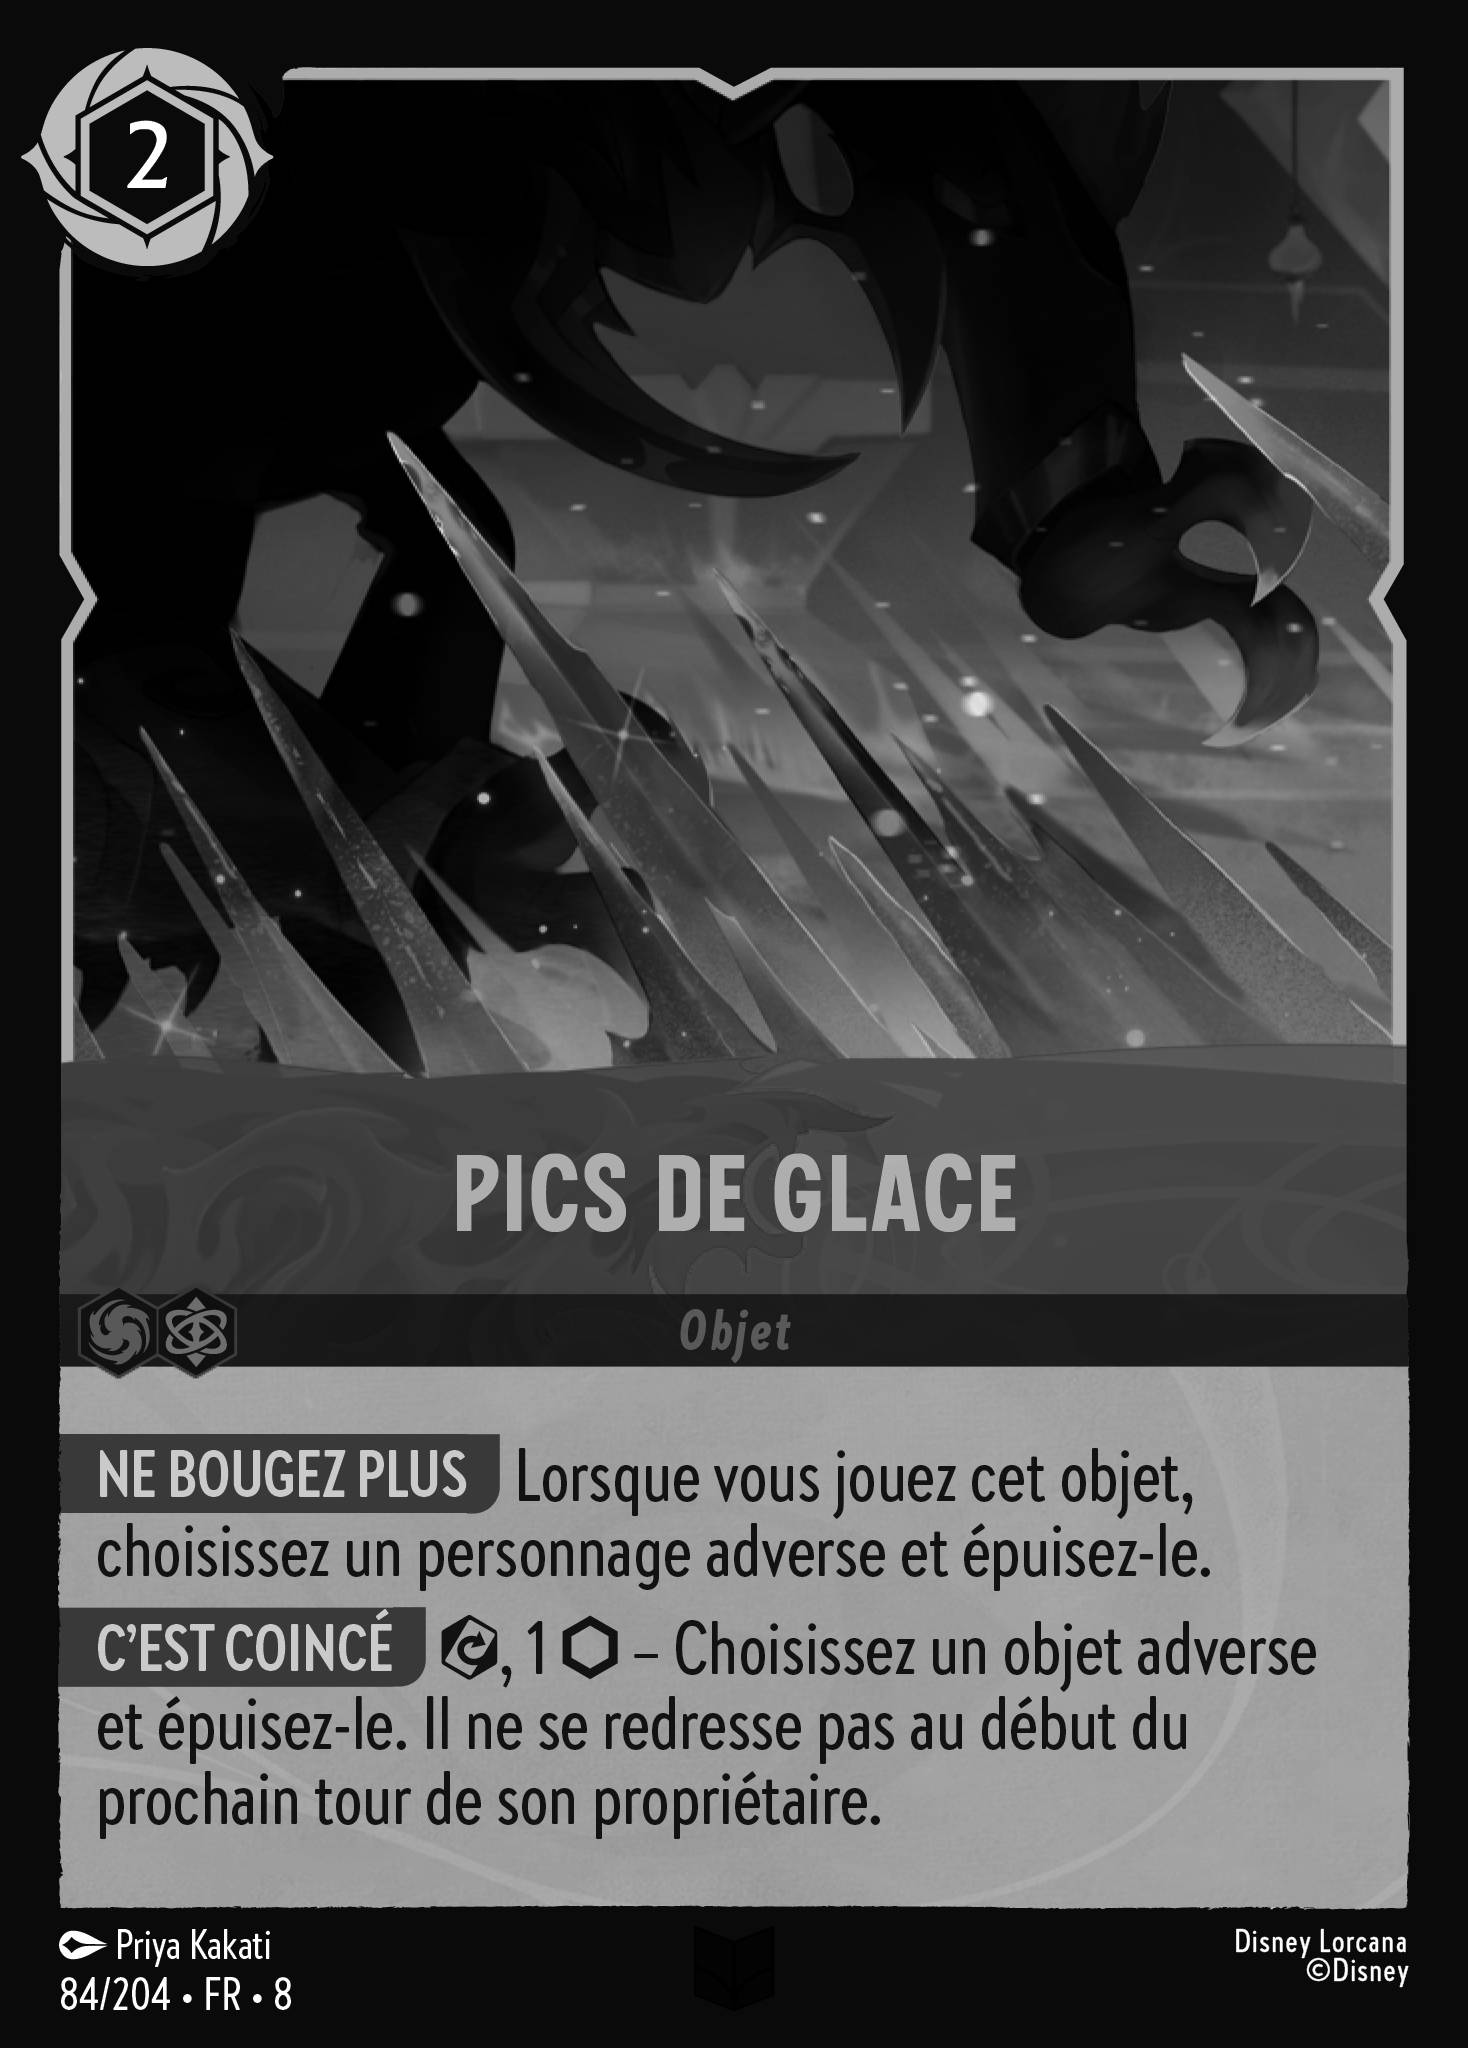 2
PICS DE GLACE
Objet
NE BOUGEZ PLUS Lorsque vous jouez cet objet,
choisissez un personnage adverse et épuisez-le.
C'EST COINCÉ , 1 – Choisissez un objet adverse
et épuisez-le. Il ne se redresse pas au début du
prochain tour de son propriétaire.
Priya Kakati
84/204 • FR • 8
Disney Lorcana
©Disney